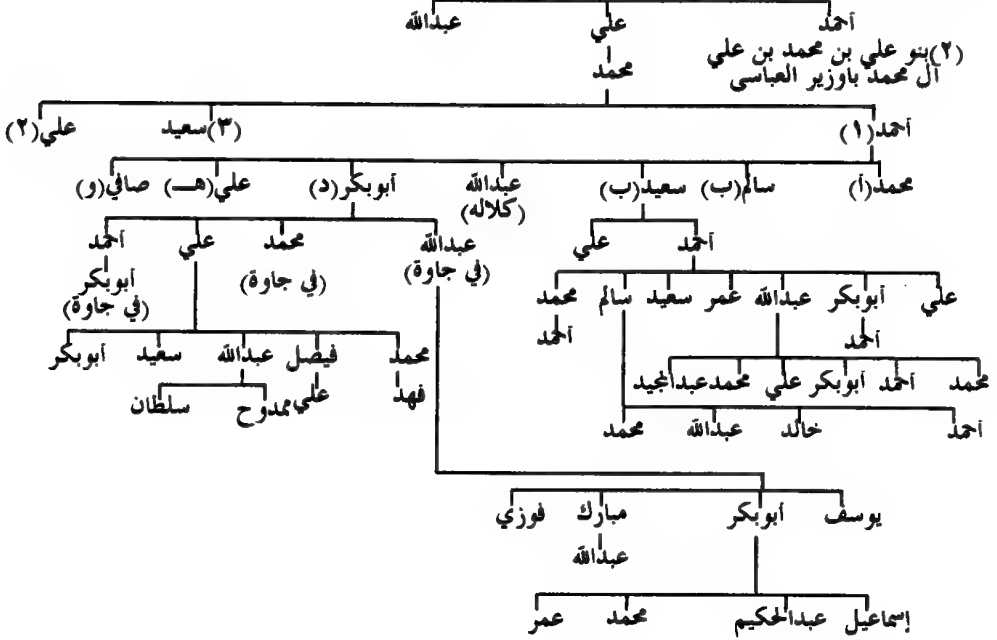 أحمد علي عبدالله
(٢) بنو علي بن محمد بن علي
آل محمد باوزير العباسى
محمد
أحمد (١) (٣) سعيد علي (٢)
محمد (أ) سالم (ب) سعيد (ب) عبدالله أبوبكر (د) علي (هـ) صافي (و)
(كلاله)
أحمد علي عبدالله محمد علي أحمد
(في جاوة) (في جاوة) أبوبكر
(في جاوة)
علي أبوبكر عبدالله عمر سعيد سالم محمد
أحمد أحمد
محمد فيصل عبدالله سعيد أبوبكر
محمد أحمد أبوبكر علي محمد عبدالمجيد
فهد علي ممدوح سلطان
أحمد خالد عبدالله محمد
يوسف أبوبكر مبارك فوزي
عبدالله
إسماعيل عبدالحكيم محمد عمر